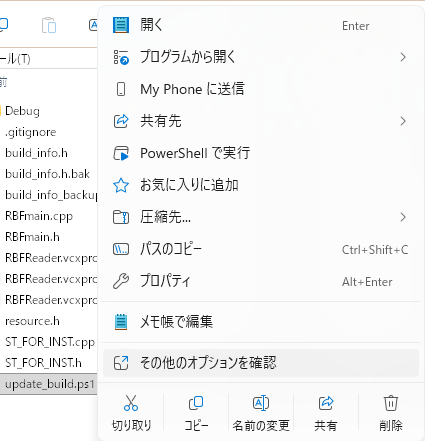 ール(T)
前
Debug
.gitignore
build_info.h
build_info.h.bak
build_info_backup
RBFmain.cpp
RBFmain.h
RBFReader.vcxpro
RBFReader.vcxpro
RBFReader.vcxpro
resource.h
ST_FOR_INST.cpp
ST_FOR_INST.h
update_build.ps1
開く Enter
プログラムから開く
My Phone に送信
共有先
PowerShell で実行
お気に入りに追加
圧縮先...
パスのコピー Ctrl+Shift+C
プロパティ Alt+Enter
メモ帳で編集
その他のオプションを確認
切り取り コピー 名前の変更 共有 削除